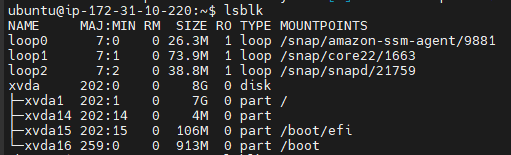 ubuntu@ip-172-31-10-220:~$ lsblk
NAME     MAJ:MIN RM   SIZE RO TYPE MOUNTPOINTS
loop0      7:0    0  26.3M  1 loop /snap/amazon-ssm-agent/9881
loop1      7:1    0  73.9M  1 loop /snap/core22/1663
loop2      7:2    0  38.8M  1 loop /snap/snapd/21759
xvda     202:0    0     8G  0 disk
├─xvda1  202:1    0     7G  0 part /
├─xvda14 202:14   0     4M  0 part
├─xvda15 202:15   0   106M  0 part /boot/efi
└─xvda16 259:0    0   913M  0 part /boot